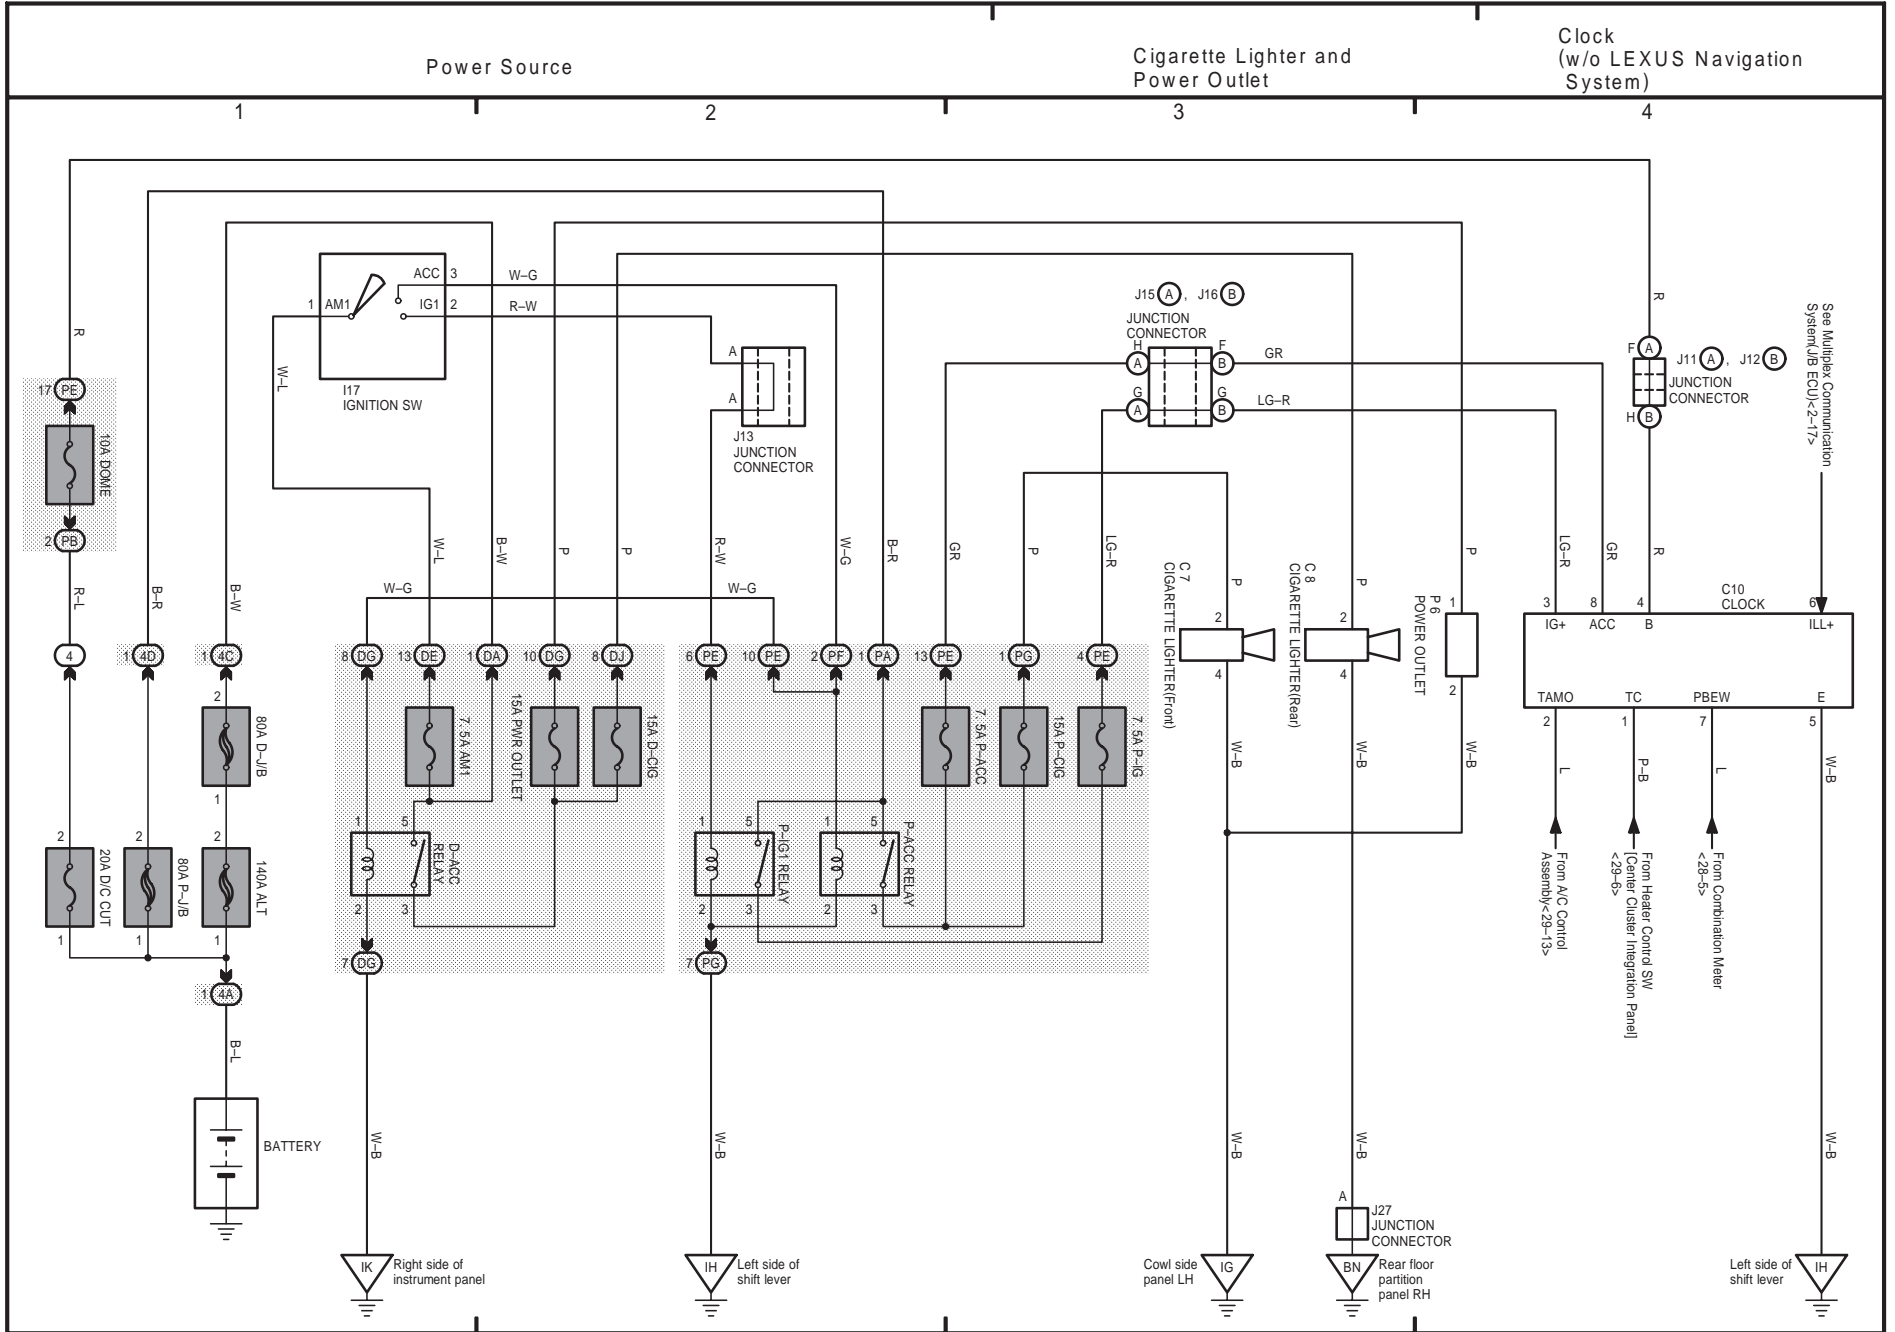 Power Source
Cigarette Lighter and
Power Outlet
Clock
(w/o LEXUS Navigation
System)
1
2
3
4
R
17 PE
10A DOME
2 PB
R–L
4
2
20A D/C CUT
1
B–R
1 4D
2
80A P–J/B
1
B–W
1 4C
2
80A D–J/B
1
2
140A ALT
1
1 4A
B–L
BATTERY
1 AM1
ACC 3
IG1 2
I17
IGNITION SW
W–G
R–W
W–L
W–L
B–W
P
P
W–G
W–G
8 DG
13 DE
1 DA
10 DG
8 DJ
7. 5A AM1
15A PWR OUTLET
15A D–CIG
1
5
D–ACC
RELAY
2
3
7 DG
W–B
IK
Right side of
instrument panel
A
A
J13
JUNCTION
CONNECTOR
R–W
W–G
B–R
GR
P
LG–R
6 PE
10 PE
2 PF
1 PA
13 PE
1 PG
4 PE
7. 5A P–ACC
15A P–CIG
7. 5A P–IG
1
5
P–IG1 RELAY
2
3
1
5
P–ACC RELAY
2
3
7 PG
W–B
IH
Left side of
shift lever
J15 A , J16 B
JUNCTION
CONNECTOR
H
A
F
B
GR
G
A
G
B
LG–R
P
C 7
CIGARETTE LIGHTER(Front)
2
4
W–B
W–B
Cowl side
panel LH
IG
P
C 8
CIGARETTE LIGHTER(Rear)
2
4
W–B
W–B
A
J27
JUNCTION
CONNECTOR
BN
Rear floor
partition
panel RH
P
P 6
POWER OUTLET
1
2
W–B
R
F A
J11 A , J12 B
JUNCTION
CONNECTOR
H B
See Multiplex Communication
System(J/B ECU)<2–17>
LG–R
GR
R
C10
CLOCK
3
8
4
6
IG+
ACC
B
ILL+
TAMO
TC
PBEW
E
2
1
7
5
L
P–B
L
W–B
From A/C Control
Assembly<29–13>
From Heater Control SW
[Center Cluster Integration Panel]
<29–6>
From Combination Meter
<28–5>
W–B
Left side of
shift lever
IH